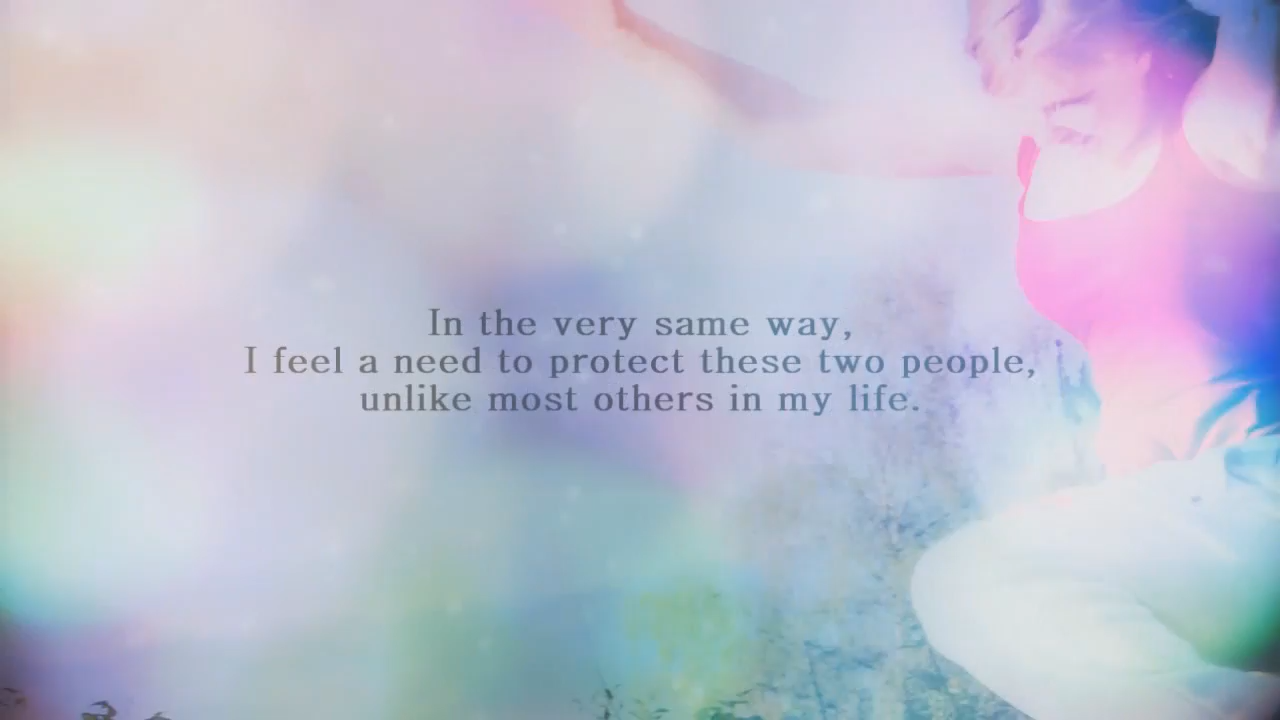 In the very same way,
I feel a need to protect these two people,
unlike most others in my life.